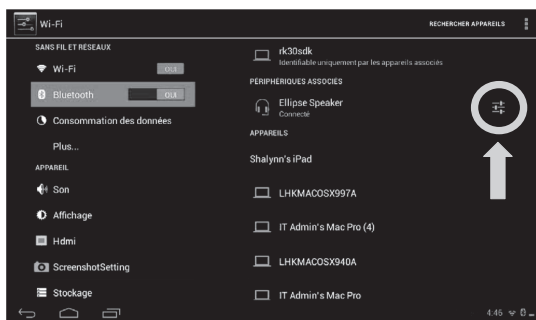 Wi-Fi
RECHERCHER APPAREILS
SANS FIL ET RÉSEAUX
Wi-Fi
OUI
Bluetooth
OUI
Consommation des données
Plus...
APPAREIL
Son
Affichage
Hdmi
ScreenshotSetting
Stockage
rk30sdk
Identifiable uniquement par les appareils associés
PÉRIPHÉRIQUES ASSOCIÉS
Ellipse Speaker
Connecté
APPAREILS
Shalynn's iPad
LHKMACOSX997A
IT Admin's Mac Pro (4)
LHKMACOSX940A
IT Admin's Mac Pro
4:46